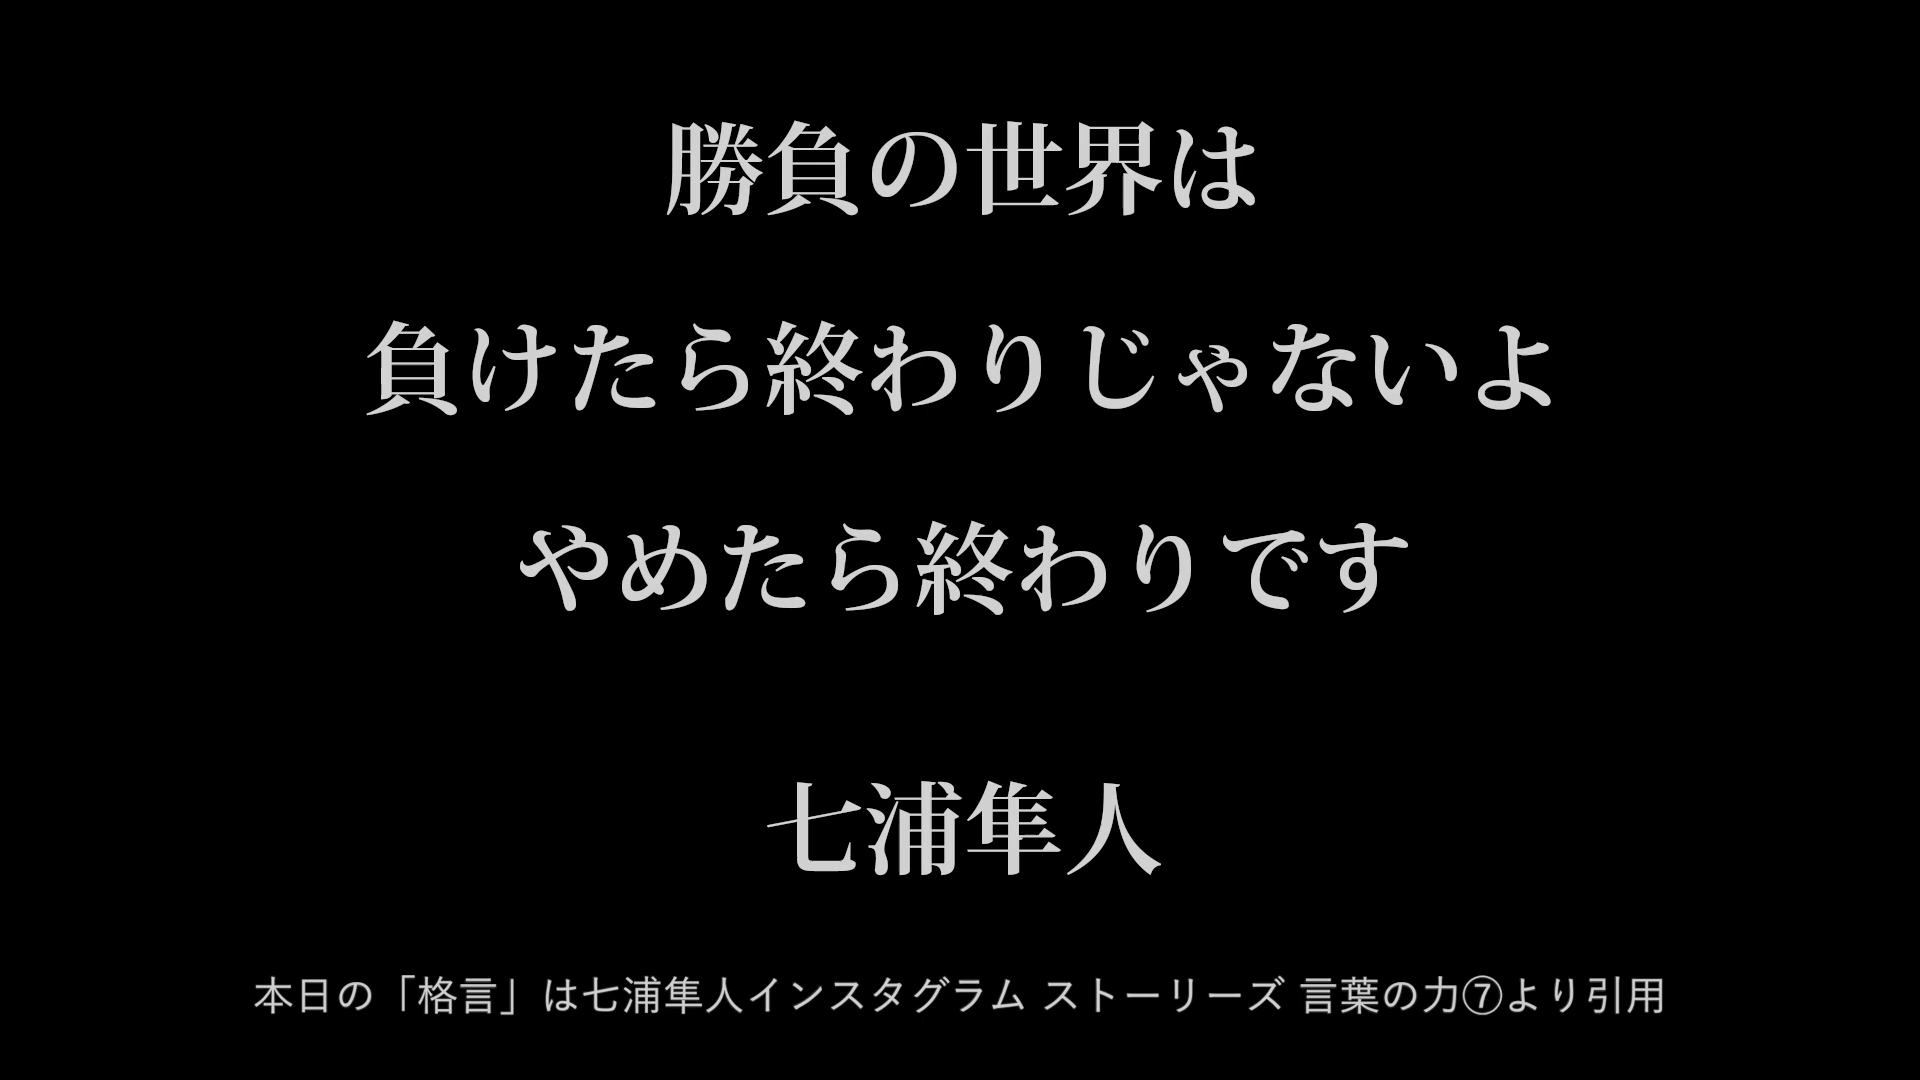 勝負の世界は
負けたら終わりじゃないよ
やめたら終わりです
七浦隼人
本日の「格言」は七浦隼人インスタグラム ストーリーズ 言葉の力⑦より引用